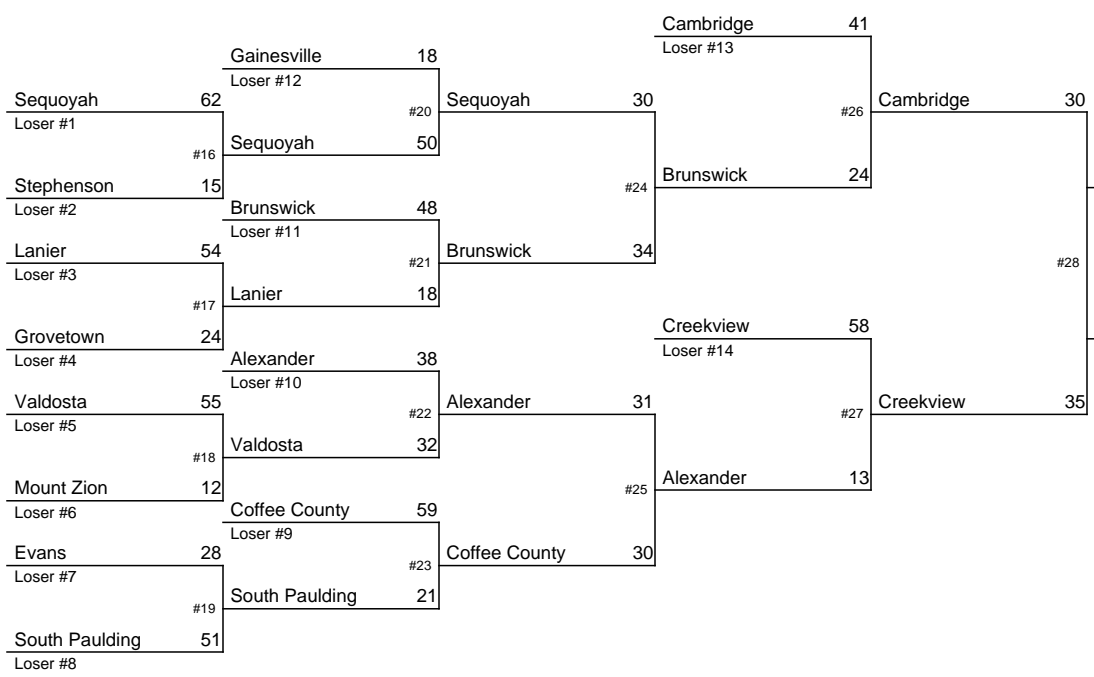 Cambridge 41
Loser #13
Gainesville 18
Loser #12
Sequoyah 62
Loser #1
#20
Sequoyah 30
#26
Cambridge 30
#16
Sequoyah 50
Stephenson 15
Loser #2
#24
Brunswick 24
Brunswick 48
Loser #11
Lanier 54
Loser #3
#21
Brunswick 34
#28
#17
Lanier 18
Grovetown 24
Loser #4
Creekview 58
Loser #14
Alexander 38
Loser #10
Valdosta 55
Loser #5
#22
Alexander 31
#27
Creekview 35
#18
Valdosta 32
Mount Zion 12
Loser #6
#25
Alexander 13
Coffee County 59
Loser #9
Evans 28
Loser #7
#23
Coffee County 30
#19
South Paulding 21
South Paulding 51
Loser #8